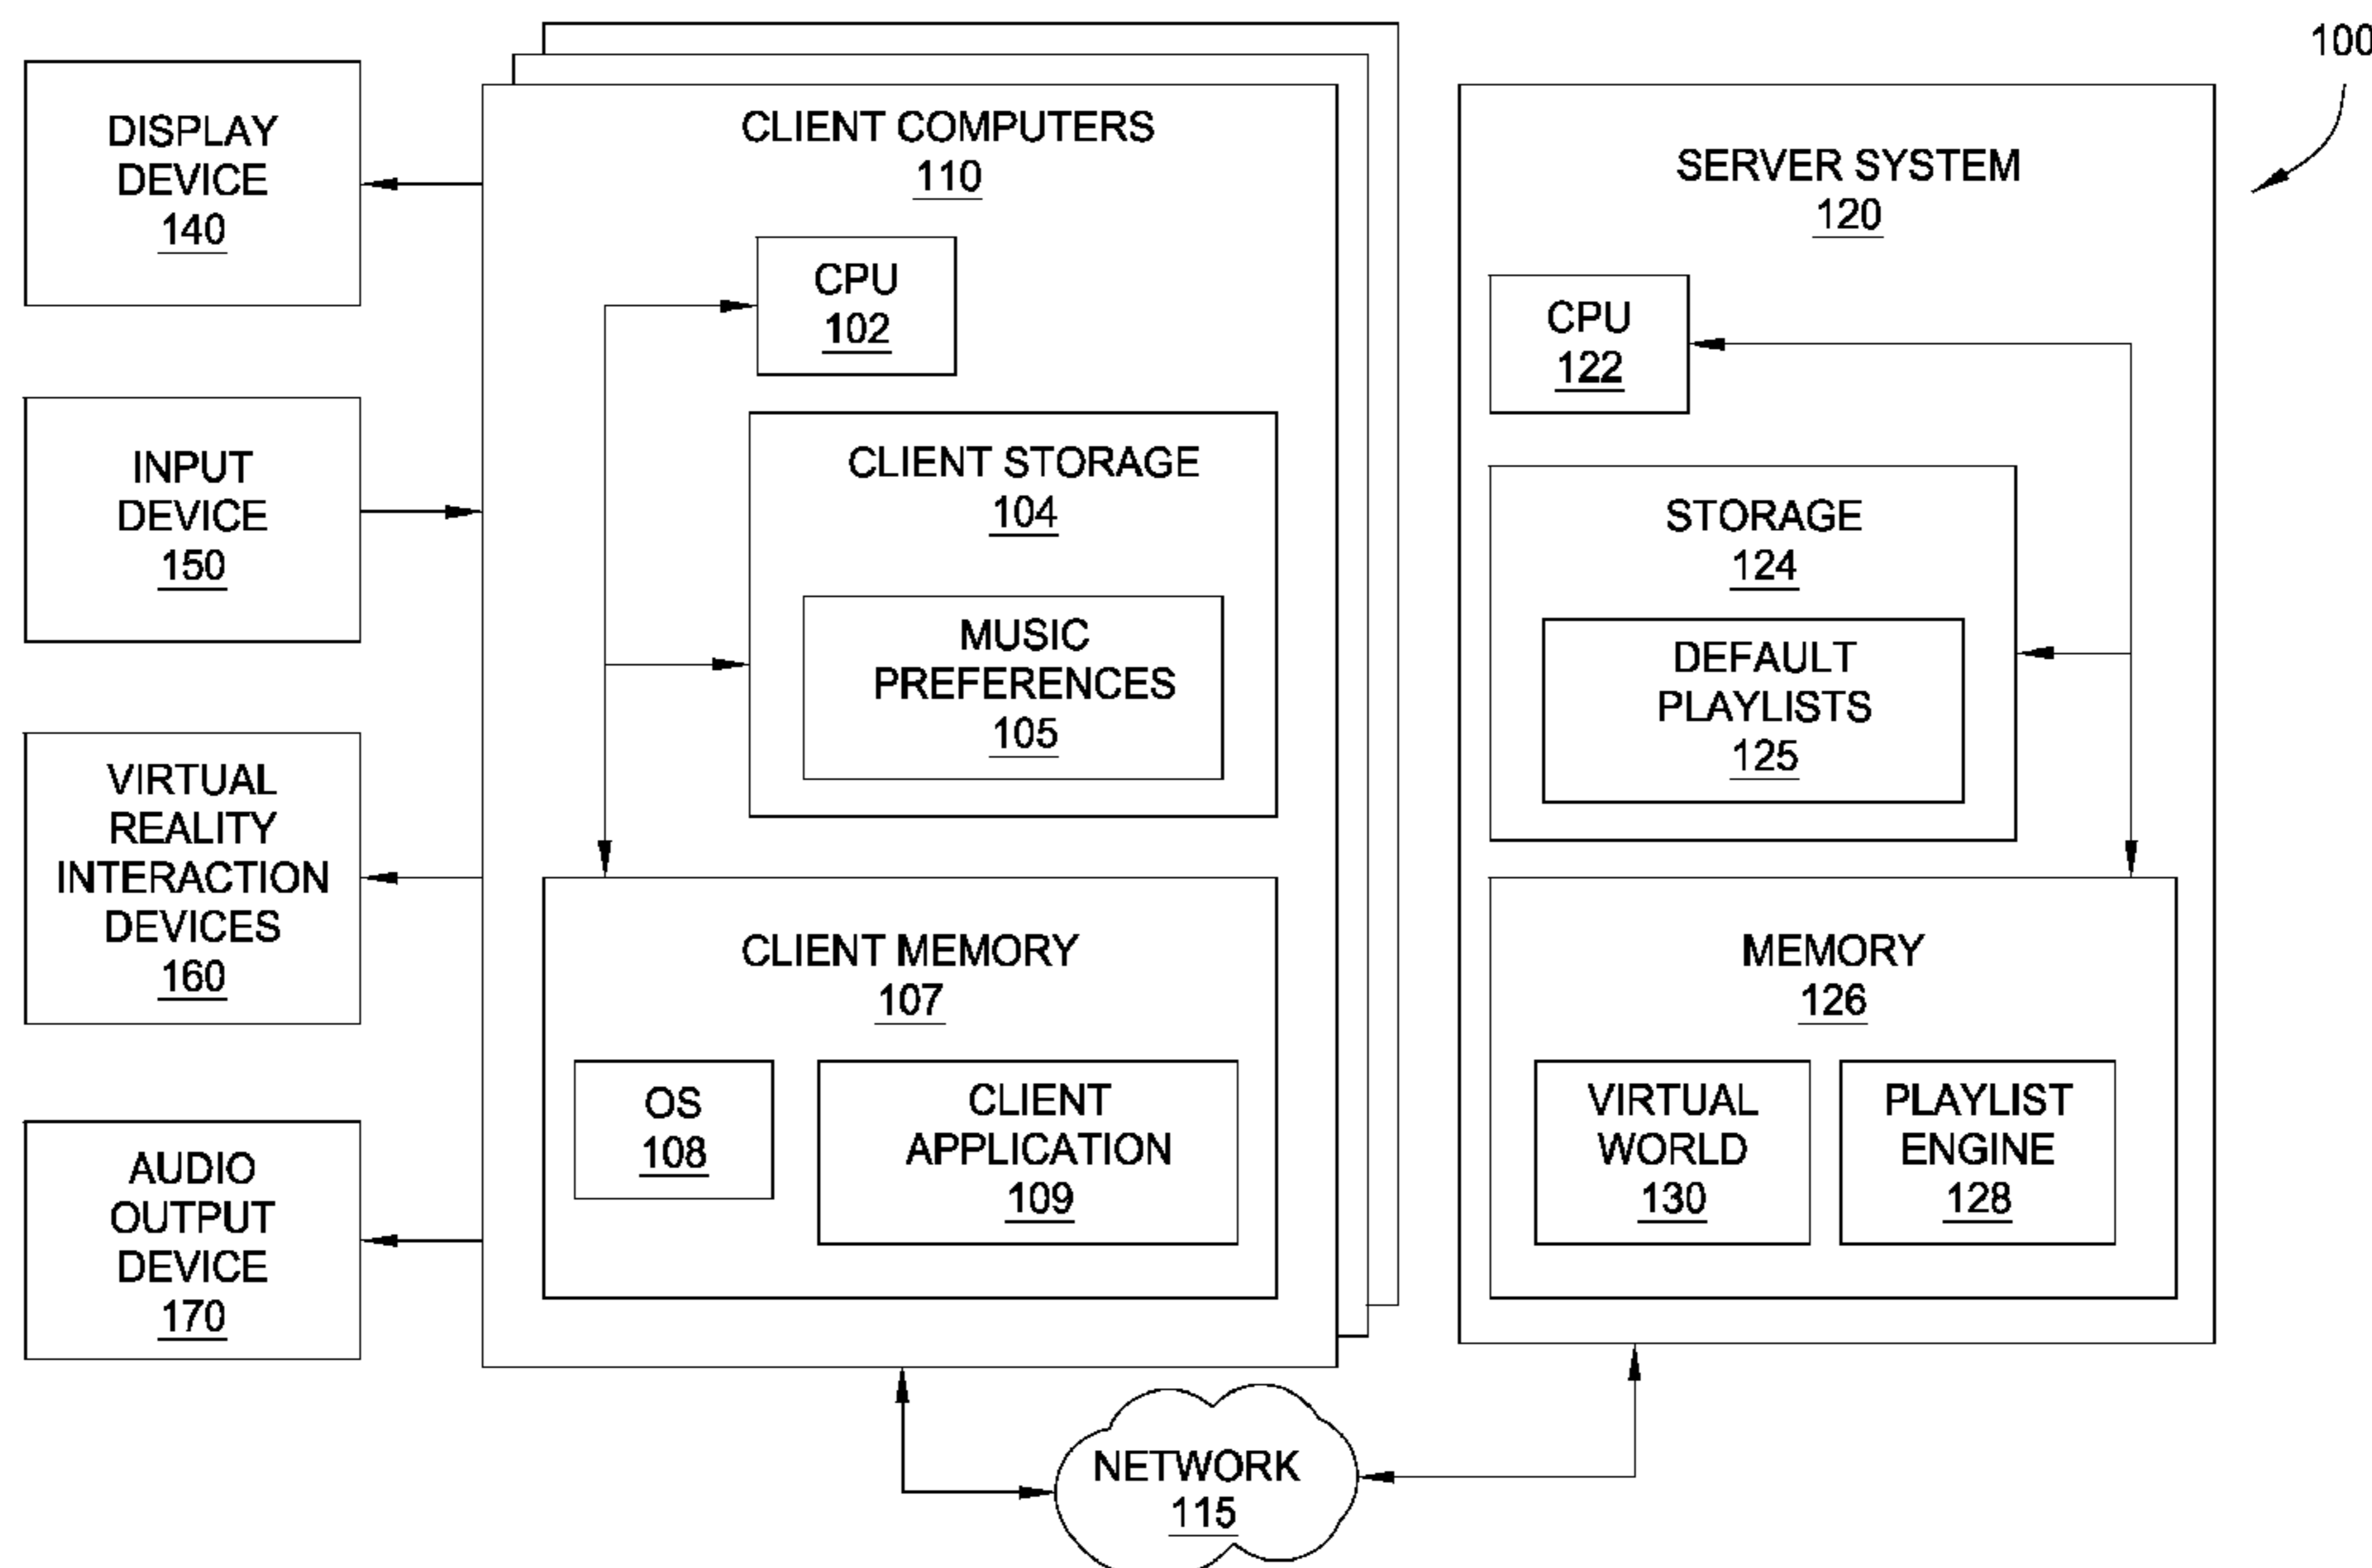 100
DISPLAY
DEVICE
140
INPUT
DEVICE
150
VIRTUAL
REALITY
INTERACTION
DEVICES
160
AUDIO
OUTPUT
DEVICE
170
CLIENT COMPUTERS
110
CPU
102
CLIENT STORAGE
104
MUSIC
PREFERENCES
105
CLIENT MEMORY
107
OS
108
CLIENT
APPLICATION
109
SERVER SYSTEM
120
CPU
122
STORAGE
124
DEFAULT
PLAYLISTS
125
MEMORY
126
VIRTUAL
WORLD
130
PLAYLIST
ENGINE
128
NETWORK
115